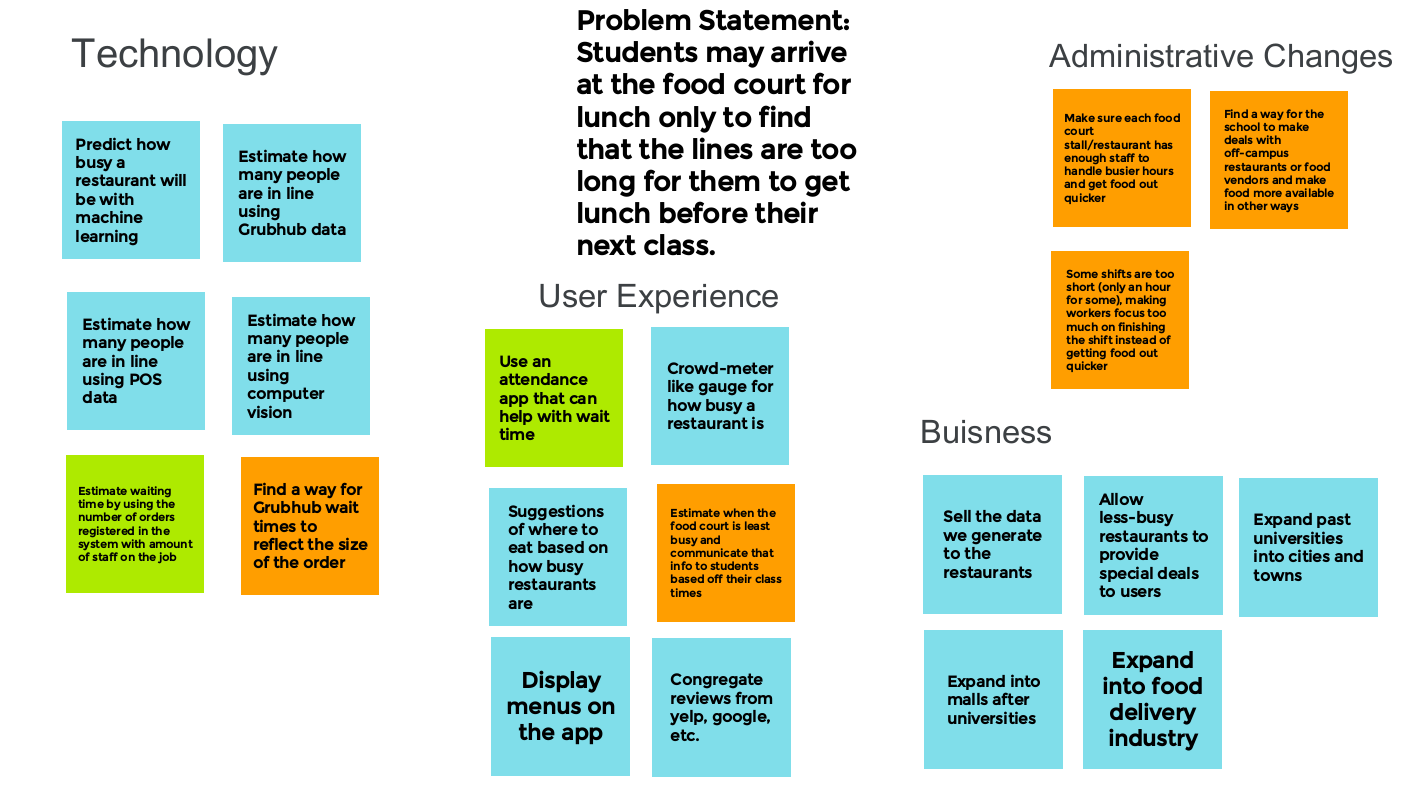 Technology
Predict how
busy a
restaurant will
be with
machine
learning
Estimate how
many people
are in line
using
Grubhub data
Estimate how
many people
are in line
using POS
data
Estimate how
many people
are in line
using
computer
vision
Estimate waiting
time by using the
number of orders
registered in the
system with amount
of staff on the job
Find a way for
Grubhub wait
times to
reflect the size
of the order
Problem Statement:
Students may arrive
at the food court for
lunch only to find
that the lines are too
long for them to get
lunch before their
next class.
User Experience
Use an
attendance
app that can
help with wait
time
Crowd-meter
like gauge for
how busy a
restaurant is
Suggestions
of where to
eat based on
how busy
restaurants
are
Estimate when the
food court is least
busy and
communicate that
info to students
based off their class
times
Display
menus on
the app
Congregate
reviews from
yelp, google,
etc.
Administrative Changes
Make sure each food
court
stall/restaurant has
enough staff to
handle busier hours
and get food out
quicker
Find a way for the
school to make
deals with
off-campus
restaurants or food
vendors and make
food more available
in other ways
Some shifts are too
short (only an hour
for some), making
workers focus too
much on finishing
the shift instead of
getting food out
quicker
Buisness
Sell the data
we generate
to the
restaurants
Allow
less-busy
restaurants to
provide
special deals
to users
Expand past
universities
into cities and
towns
Expand into
malls after
universities
Expand
into food
delivery
industry